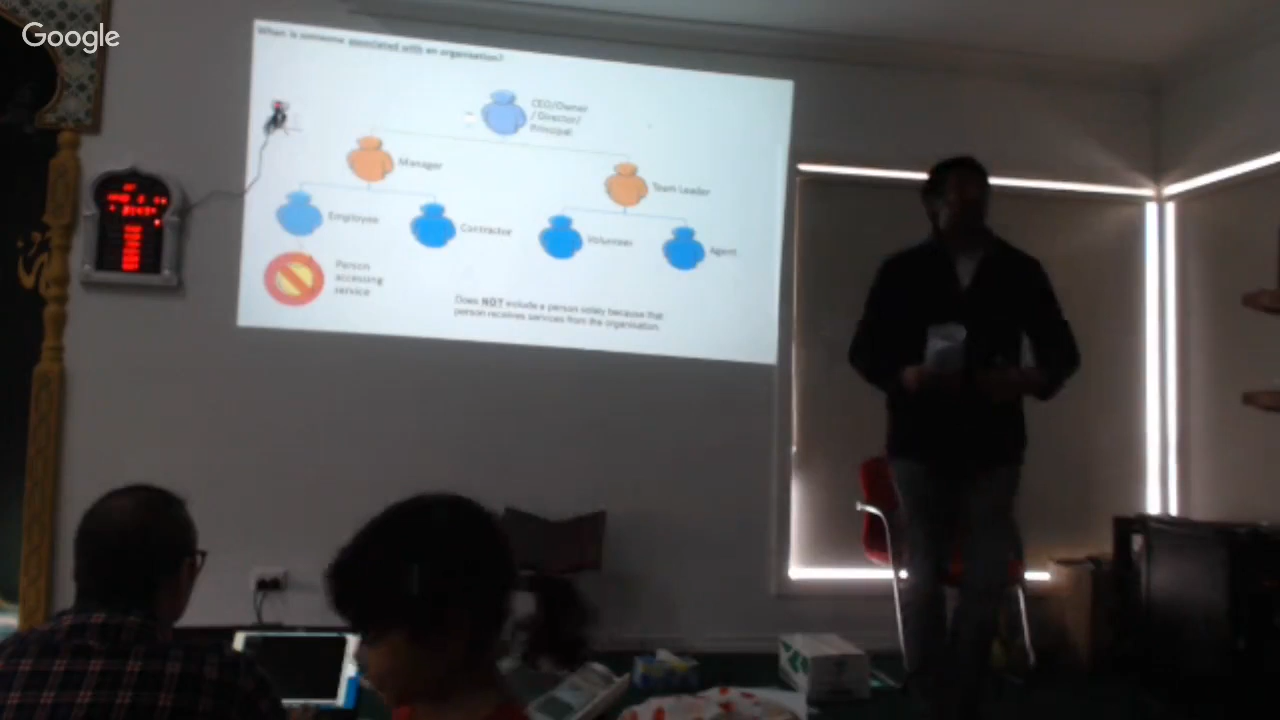 Google
When is someone associated with an organisation?
CEO/Owner
/ Director/
Principal
Manager
Team Leader
Employee
Contractor
Volunteer
Agent
Person
accessing
service
Does NOT include a person solely because that
person receives services from the organisation.